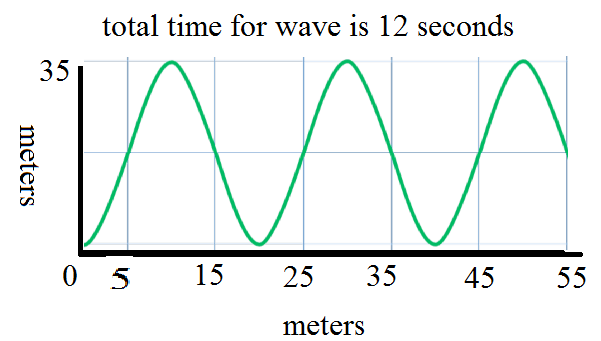 total time for wave is 12 seconds
35
meters
0 5 15 25 35 45 55
meters